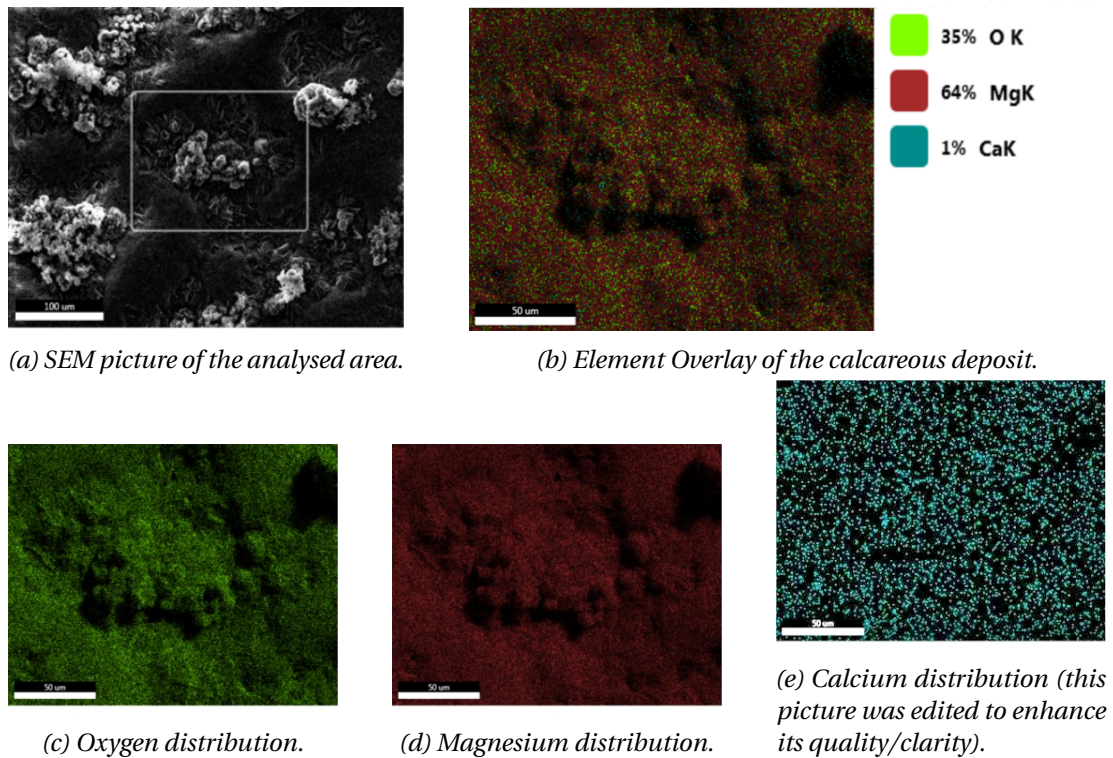 35% O K
64% MgK
1% CaK
100 um
50 um
(a) SEM picture of the analysed area.
(b) Element Overlay of the calcareous deposit.
50 um
50 um
50 um
(c) Oxygen distribution.
(d) Magnesium distribution.
(e) Calcium distribution (this
picture was edited to enhance
its quality/clarity).